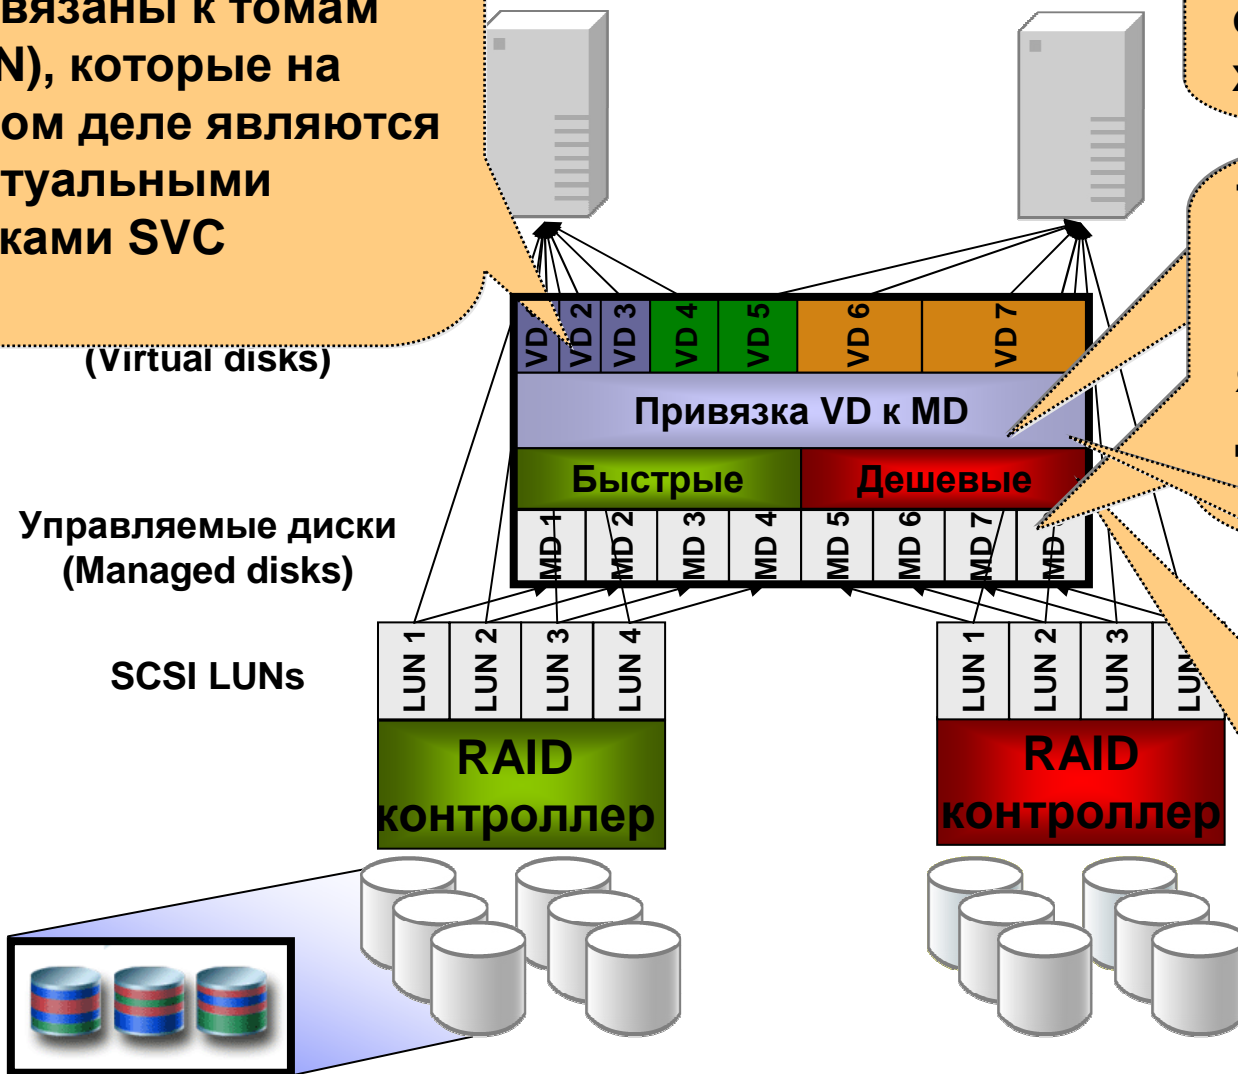 вязаны к томам
N), которые на
ом деле являются
туальными
ками SVC
(Virtual disks)
VD
VD 2
VD 3
VD 4
VD 5
VD 6
VD 7
Привязка VD к MD
Быстрые
Дешевые
Управляемые диски
(Managed disks)
MD 1
MD 2
MD 3
MD 4
MD 5
MD 6
MD 7
MD
SCSI LUNs
LUN 1
LUN 2
LUN 3
LUN 4
LUN 1
LUN 2
LUN 3
LUN
RAID
контроллер
RAID
контроллер